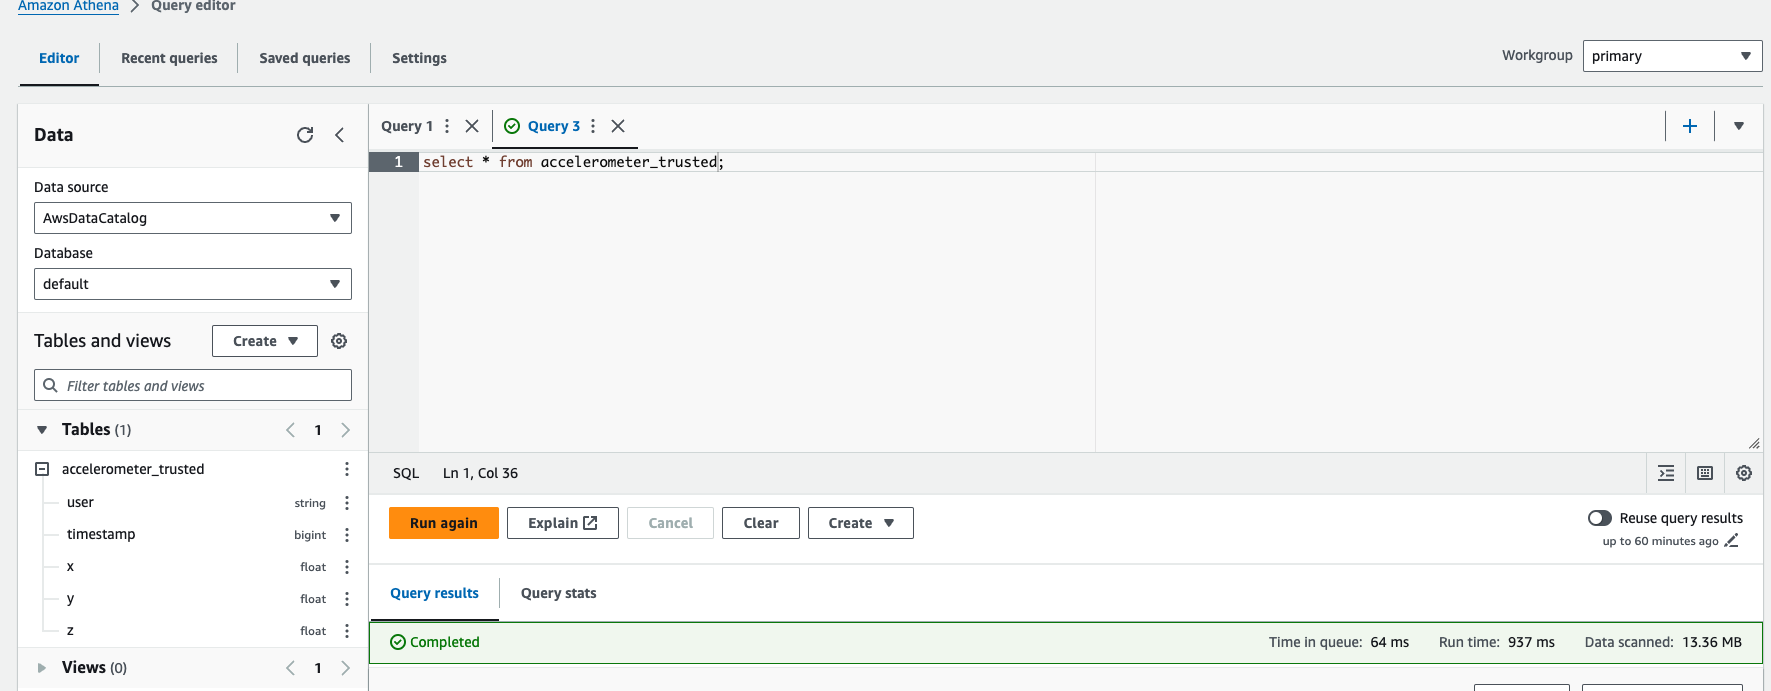 Amazon Athena > Query editor
Editor Recent queries Saved queries Settings
Workgroup primary
Data
Data source
AwsDataCatalog
Database
default
Tables and views Create
Filter tables and views
Tables (1) < 1 >
accelerometer_trusted
user string
timestamp bigint
x float
y float
z float
Views (0) < 1 >
Query 1 Query 3
1 select * from accelerometer_trusted;
SQL Ln 1, Col 36
Run again Explain Cancel Clear Create
Reuse query results
up to 60 minutes ago
Query results Query stats
Completed Time in queue: 64 ms Run time: 937 ms Data scanned: 13.36 MB